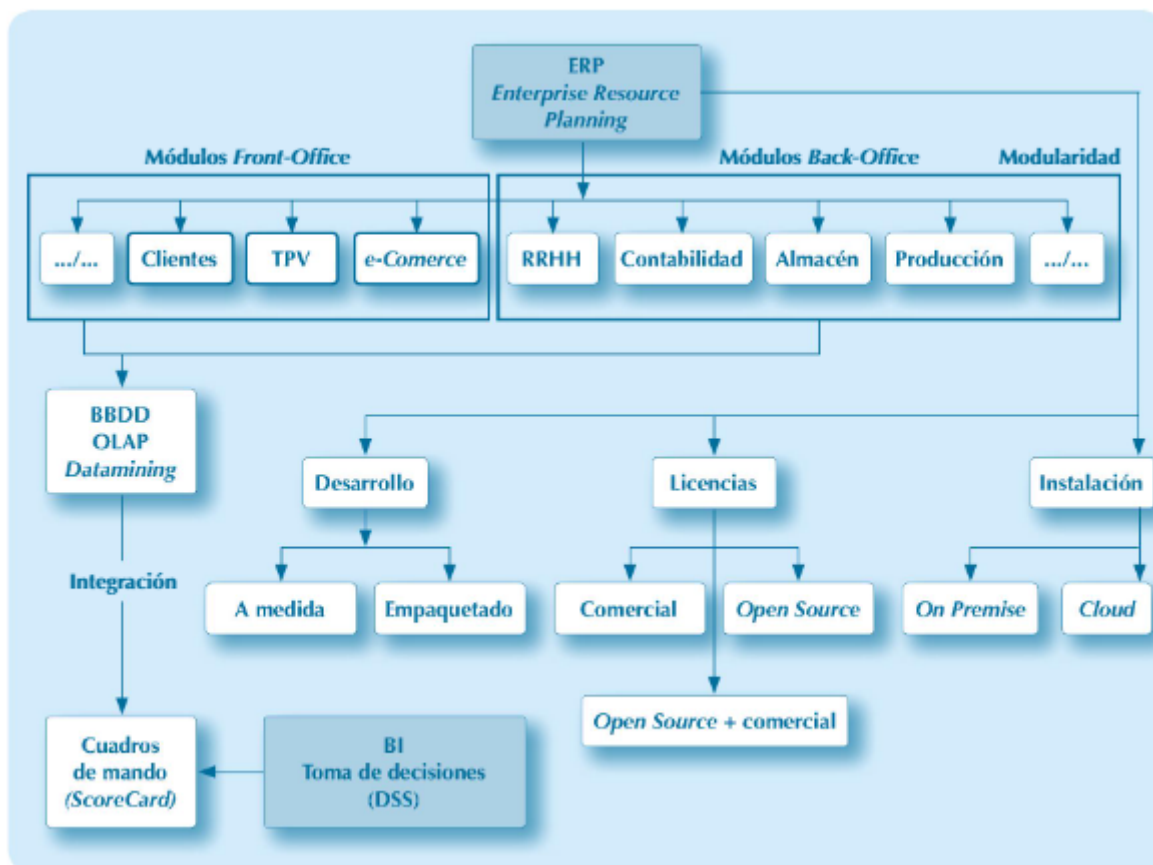 ERP
Enterprise Resource
Planning
Módulos Front-Office
Módulos Back-Office
Modularidad
.../...
Clientes
TPV
e-Comerce
RRHH
Contabilidad
Almacén
Producción
.../...
BBDD
OLAP
Datamining
Desarrollo
Licencias
Instalación
Integración
A medida
Empaquetado
Comercial
Open Source
On Premise
Cloud
Open Source + comercial
Cuadros
de mando
(ScoreCard)
BI
Toma de decisiones
(DSS)